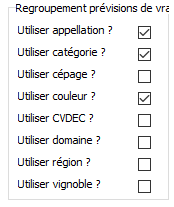 Regroupement prévisions de vra
Utiliser appellation ?
Utiliser catégorie ?
Utiliser cépage ?
Utiliser couleur ?
Utiliser CVDEC ?
Utiliser domaine ?
Utiliser région ?
Utiliser vignoble ?